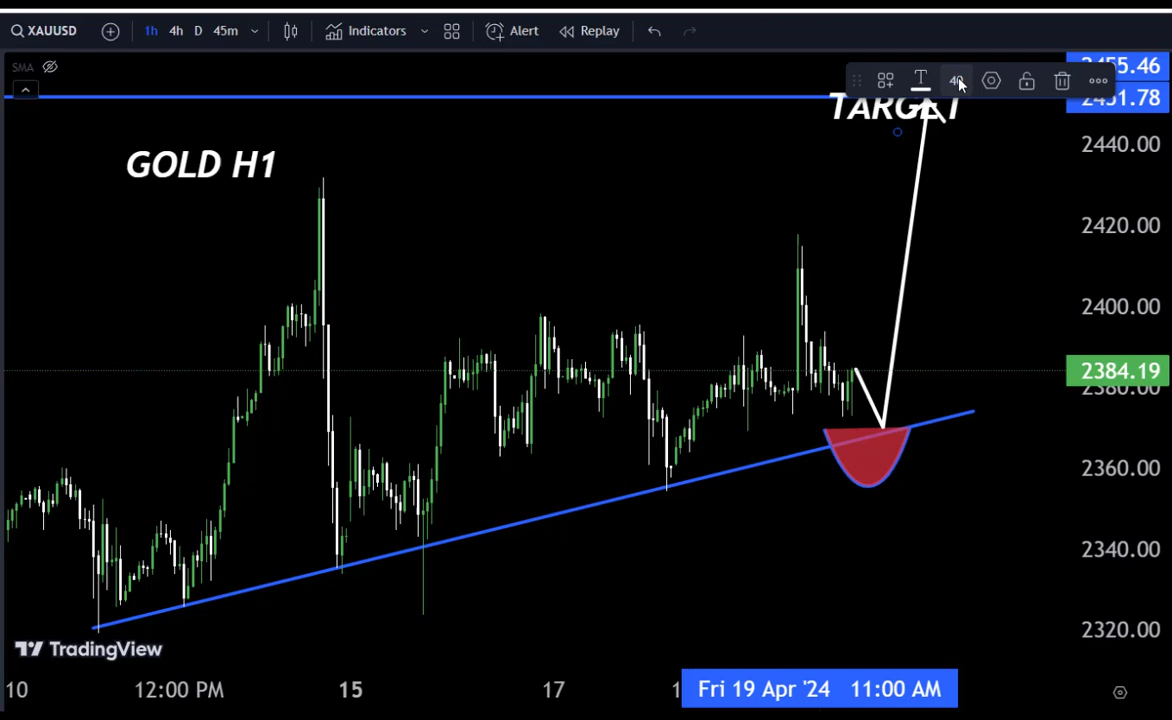 XAUUSD 1h 4h D 45m Indicators Alert Replay
SMA
2455.46
2451.78
TARGET
2440.00
GOLD H1
2420.00
2400.00
2384.19
2360.00
2340.00
2320.00
TradingView
10 12:00 PM 15 17 Fri 19 Apr '24 11:00 AM